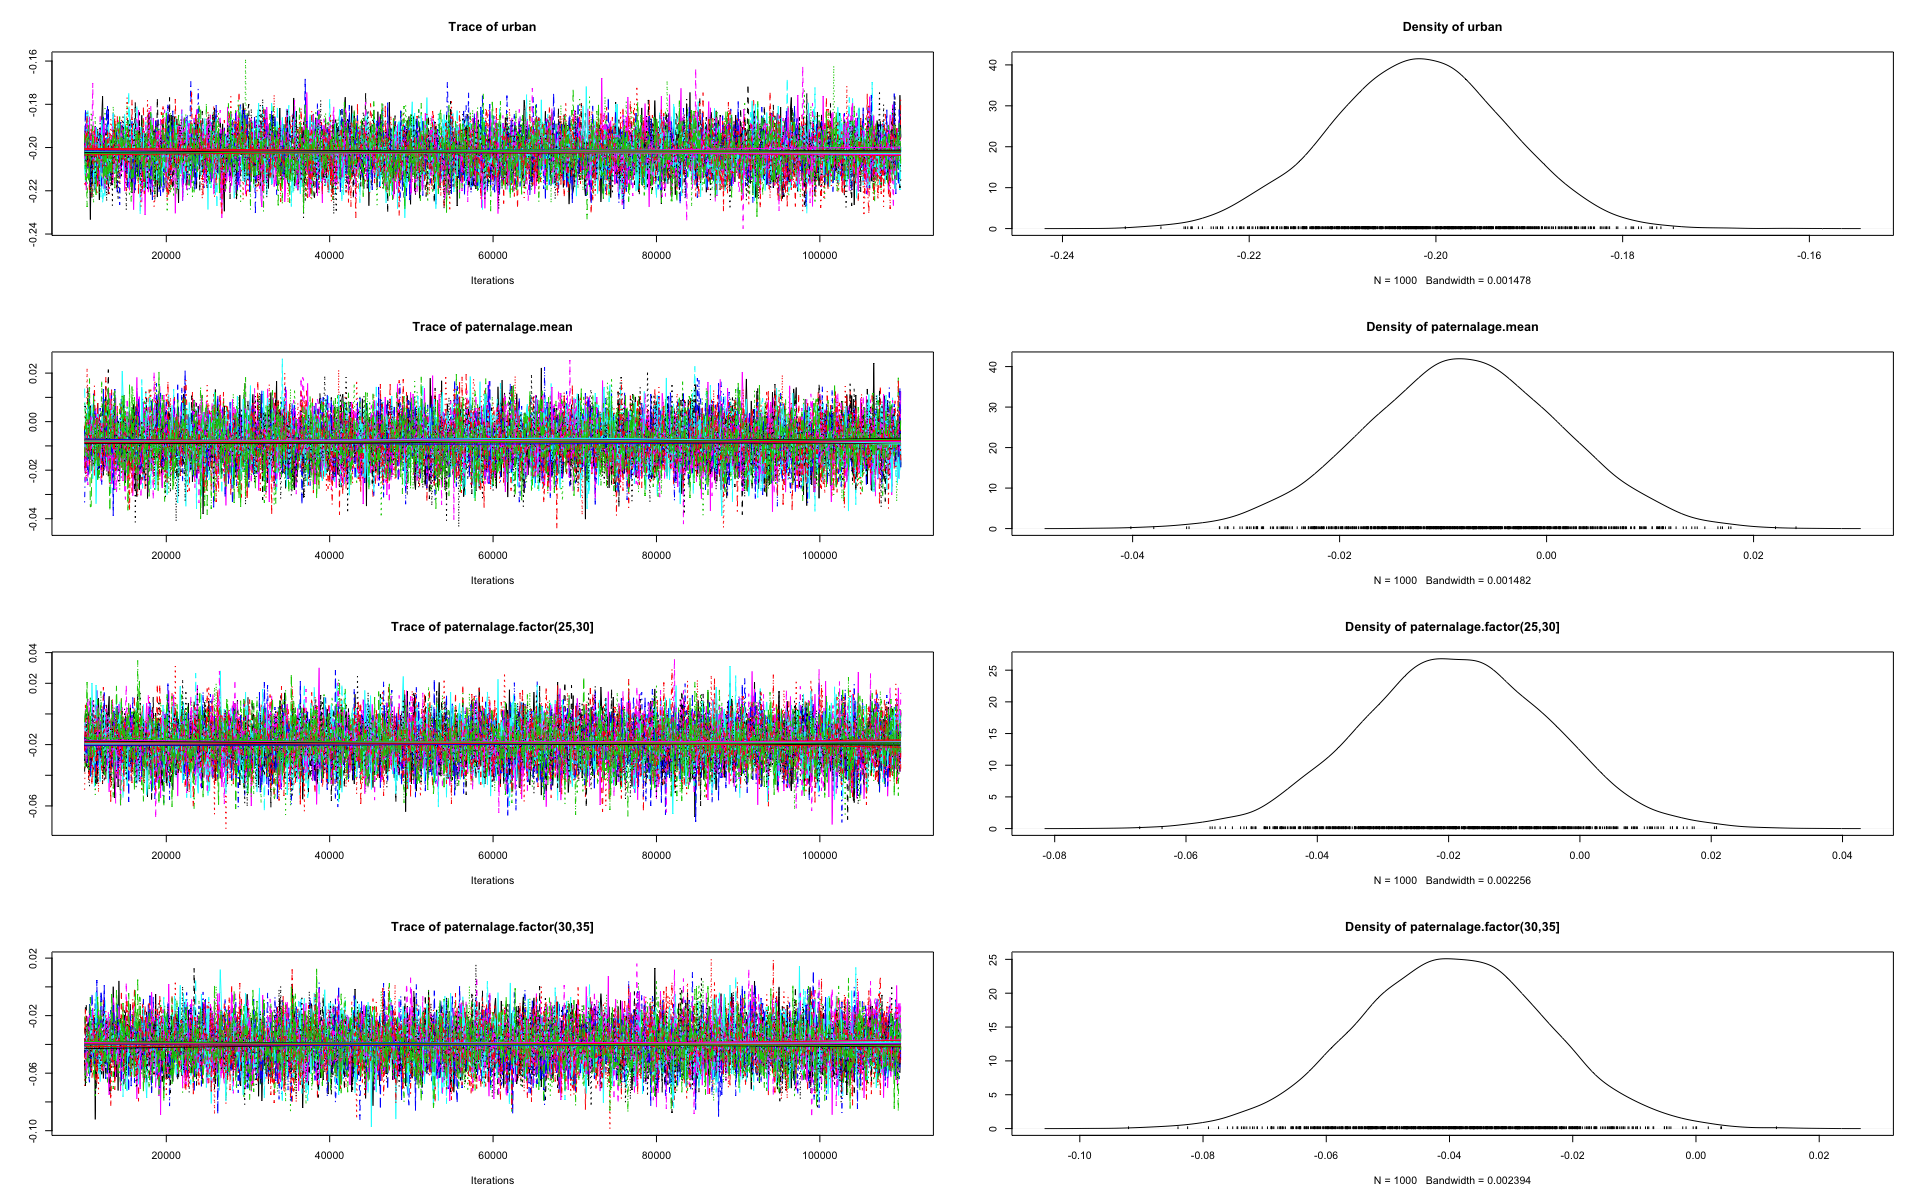 Trace of urban
-0.24 -0.22 -0.20 -0.18 -0.16
20000 40000 60000 80000 100000
Iterations
Density of urban
0 10 20 30 40
-0.24 -0.22 -0.20 -0.18 -0.16
N = 1000 Bandwidth = 0.001478
Trace of paternalage.mean
-0.04 -0.02 0.00 0.02
20000 40000 60000 80000 100000
Iterations
Density of paternalage.mean
0 10 20 30 40
-0.04 -0.02 0.00 0.02
N = 1000 Bandwidth = 0.001482
Trace of paternalage.factor(25,30]
-0.06 -0.02 0.02 0.04
20000 40000 60000 80000 100000
Iterations
Density of paternalage.factor(25,30]
0 5 10 15 20 25
-0.08 -0.06 -0.04 -0.02 0.00 0.02 0.04
N = 1000 Bandwidth = 0.002256
Trace of paternalage.factor(30,35]
-0.10 -0.06 -0.02 0.02
20000 40000 60000 80000 100000
Iterations
Density of paternalage.factor(30,35]
0 5 10 15 20 25
-0.10 -0.08 -0.06 -0.04 -0.02 0.00 0.02
N = 1000 Bandwidth = 0.002394